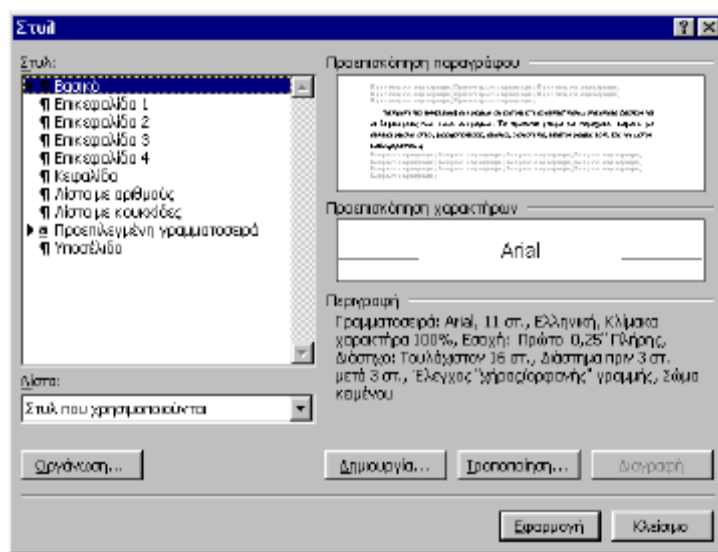 Στυλ
Στυλ:
¶ Βασικό
¶ Επικεφαλίδα 1
¶ Επικεφαλίδα 2
¶ Επικεφαλίδα 3
¶ Επικεφαλίδα 4
¶ Κεφαλίδα
¶ Λίστα με αριθμούς
¶ Λίστα με κουκκίδες
a Προεπιλεγμένη γραμματοσειρά
¶ Υποσέλιδο
Λίστα:
Στυλ που χρησιμοποιούνται
Προεπισκόπηση παραγράφου
Προεπισκόπηση χαρακτήρων
Arial
Περιγραφή
Γραμματοσειρά: Arial, 11 στ., Ελληνική, Κλίμακα
χαρακτήρα 100%, Εσοχή: Πρώτο 0,25" Πλήρης,
Διάστιχο: Τουλάχιστον 16 στ., Διάστημα πριν 3 στ.
μετά 3 στ., Έλεγχος "χήρας/ορφανής" γραμμής, Σώμα
κειμένου
Οργάνωση...
Δημιουργία...
Τροποποίηση...
Διαγραφή
Εφαρμογή
Κλείσιμο